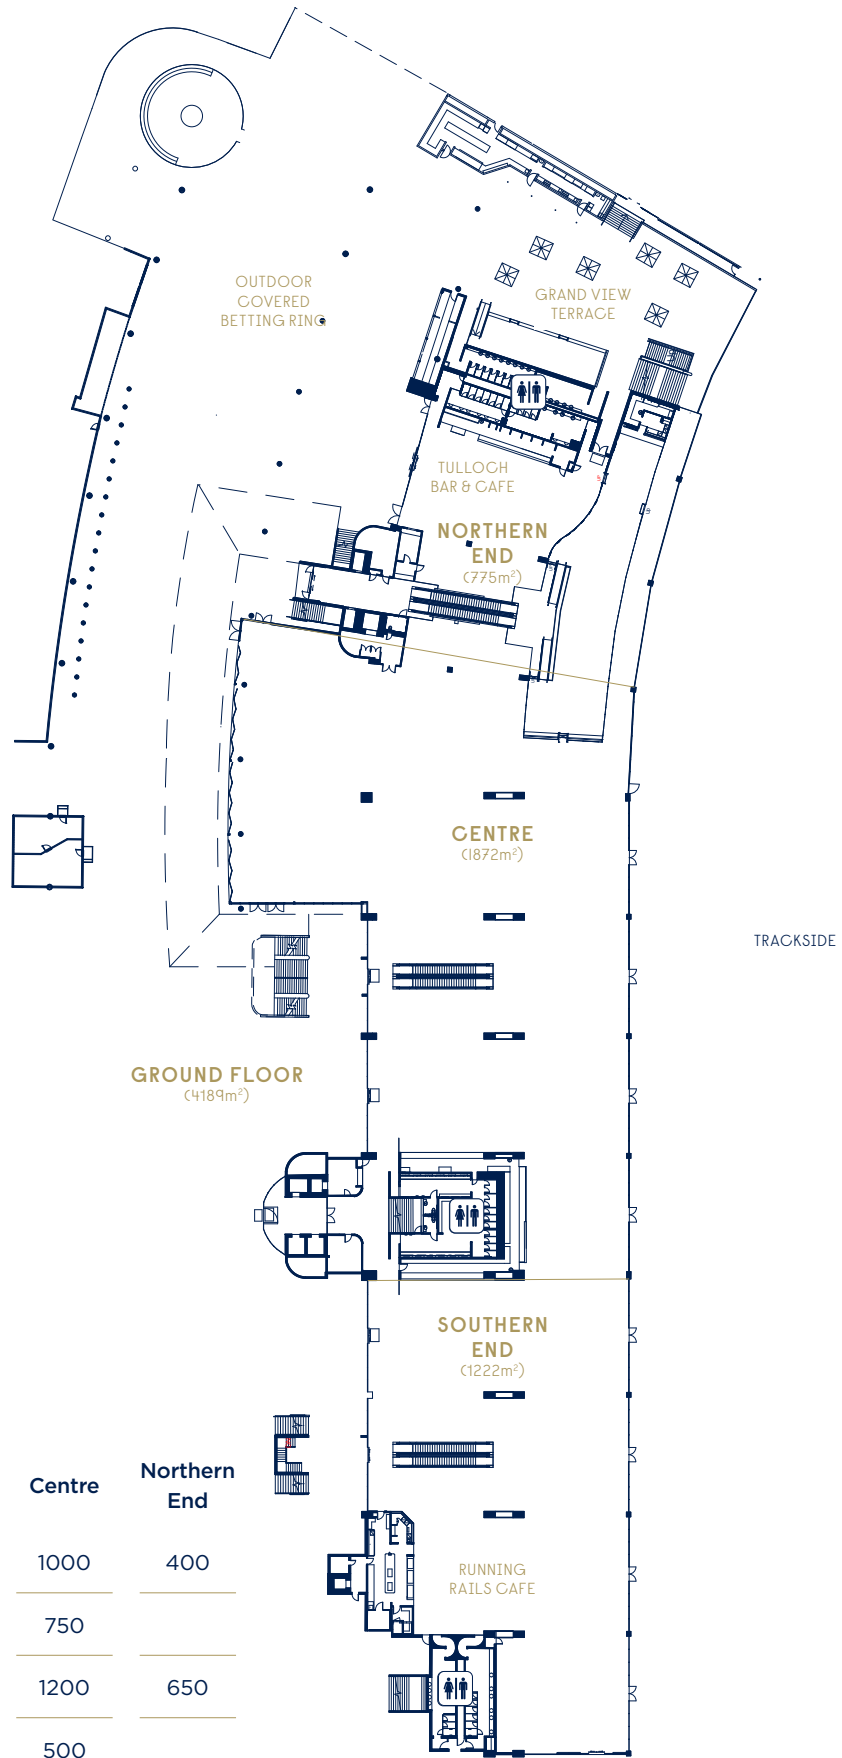 OUTDOOR
COVERED
BETTING RING
GRAND VIEW
TERRACE
TULLOCH
BAR & CAFE
NORTHERN
END
(775m²)
CENTRE
(1872m²)
TRACKSIDE
GROUND FLOOR
(4189m²)
SOUTHERN
END
(1222m²)
RUNNING
RAILS CAFE
Centre Northern
End
1000 400
750
1200 650
500